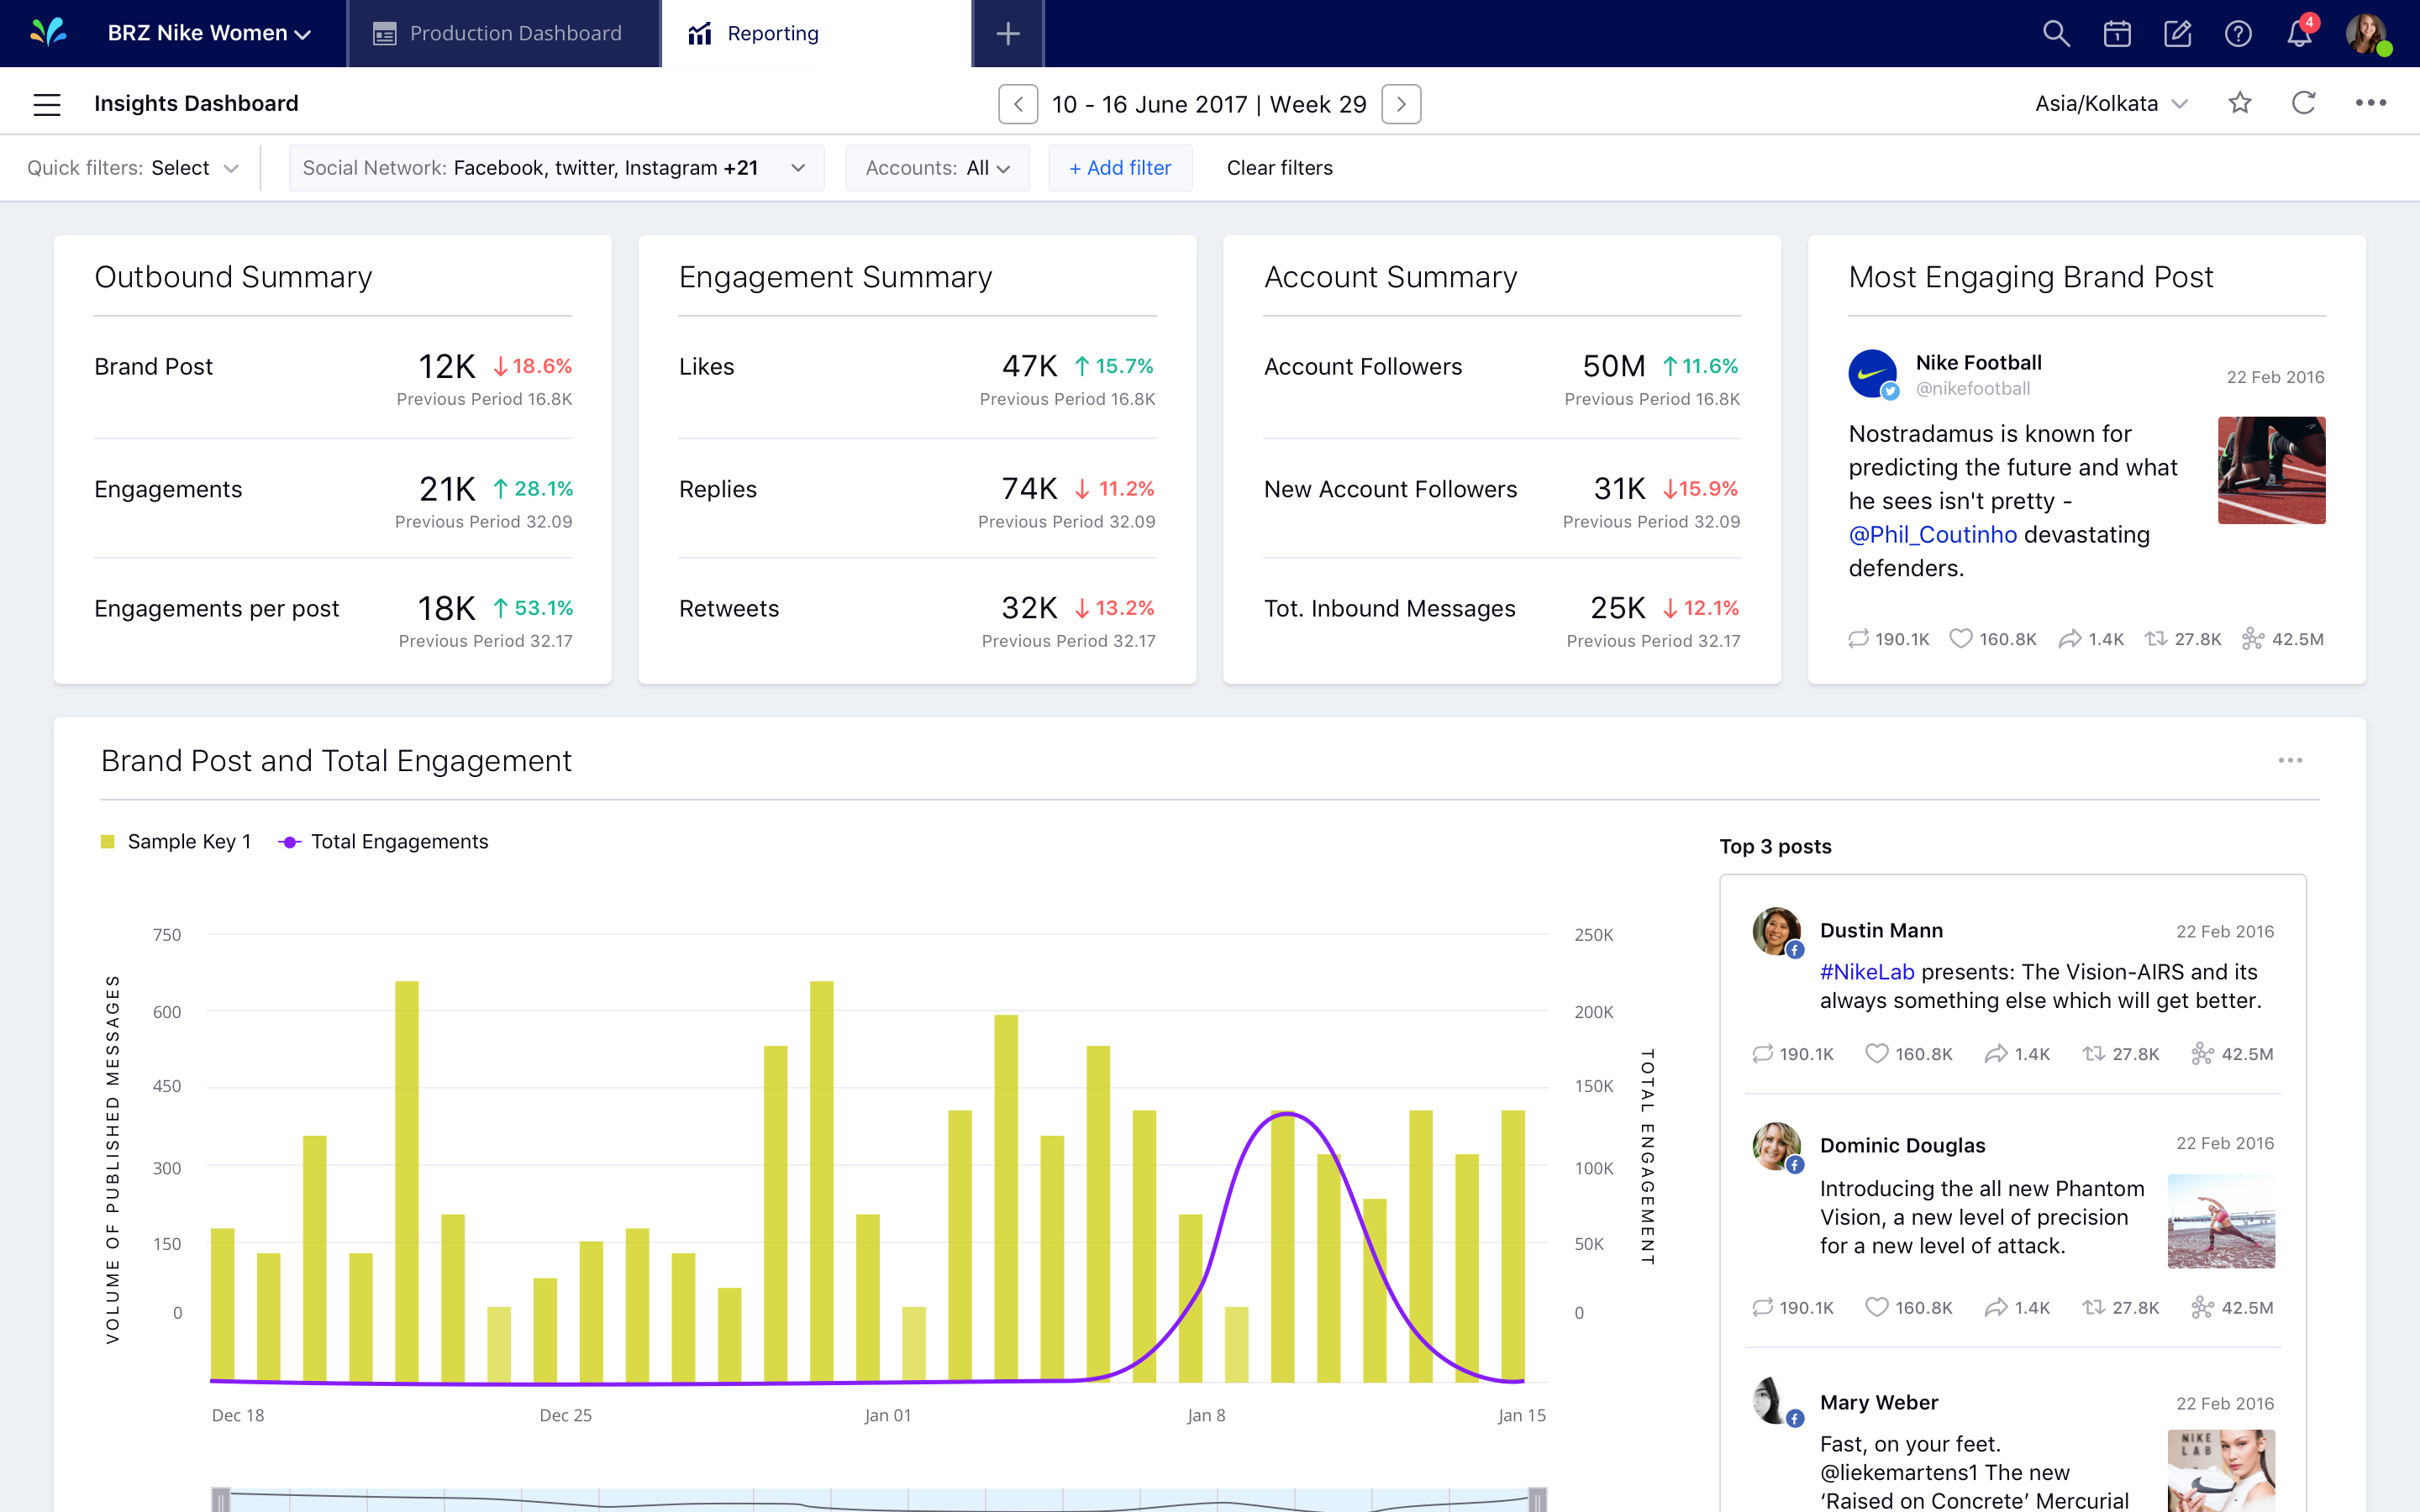 BRZ Nike Women
Production Dashboard
Reporting
4
Insights Dashboard
10 - 16 June 2017 | Week 29
Asia/Kolkata
Quick filters: Select
Social Network: Facebook, twitter, Instagram +21
Accounts: All
+ Add filter
Clear filters
Outbound Summary
Brand Post 12K 18.6%
Previous Period 16.8K
Engagements 21K 28.1%
Previous Period 32.09
Engagements per post 18K 53.1%
Previous Period 32.17
Engagement Summary
Likes 47K 15.7%
Previous Period 16.8K
Replies 74K 11.2%
Previous Period 32.09
Retweets 32K 13.2%
Previous Period 32.17
Account Summary
Account Followers 50M 11.6%
Previous Period 16.8K
New Account Followers 31K 15.9%
Previous Period 32.09
Tot. Inbound Messages 25K 12.1%
Previous Period 32.17
Most Engaging Brand Post
Nike Football
@nikefootball
22 Feb 2016
Nostradamus is known for
predicting the future and what
he sees isn't pretty -
@Phil_Coutinho devastating
defenders.
190.1K 160.8K 1.4K 27.8K 42.5M
Brand Post and Total Engagement
Sample Key 1 Total Engagements
VOLUME OF PUBLISHED MESSAGES
750
600
450
300
150
0
250K
200K
150K
100K
50K
0
TOTAL ENGAGEMENT
Dec 18 Dec 25 Jan 01 Jan 8 Jan 15
Top 3 posts
Dustin Mann 22 Feb 2016
#NikeLab presents: The Vision-AIRS and its
always something else which will get better.
190.1K 160.8K 1.4K 27.8K 42.5M
Dominic Douglas 22 Feb 2016
Introducing the all new Phantom
Vision, a new level of precision
for a new level of attack.
190.1K 160.8K 1.4K 27.8K 42.5M
Mary Weber 22 Feb 2016
Fast, on your feet.
@liekemartens1 The new
‘Raised on Concrete’ Mercurial
NIKE
LAB